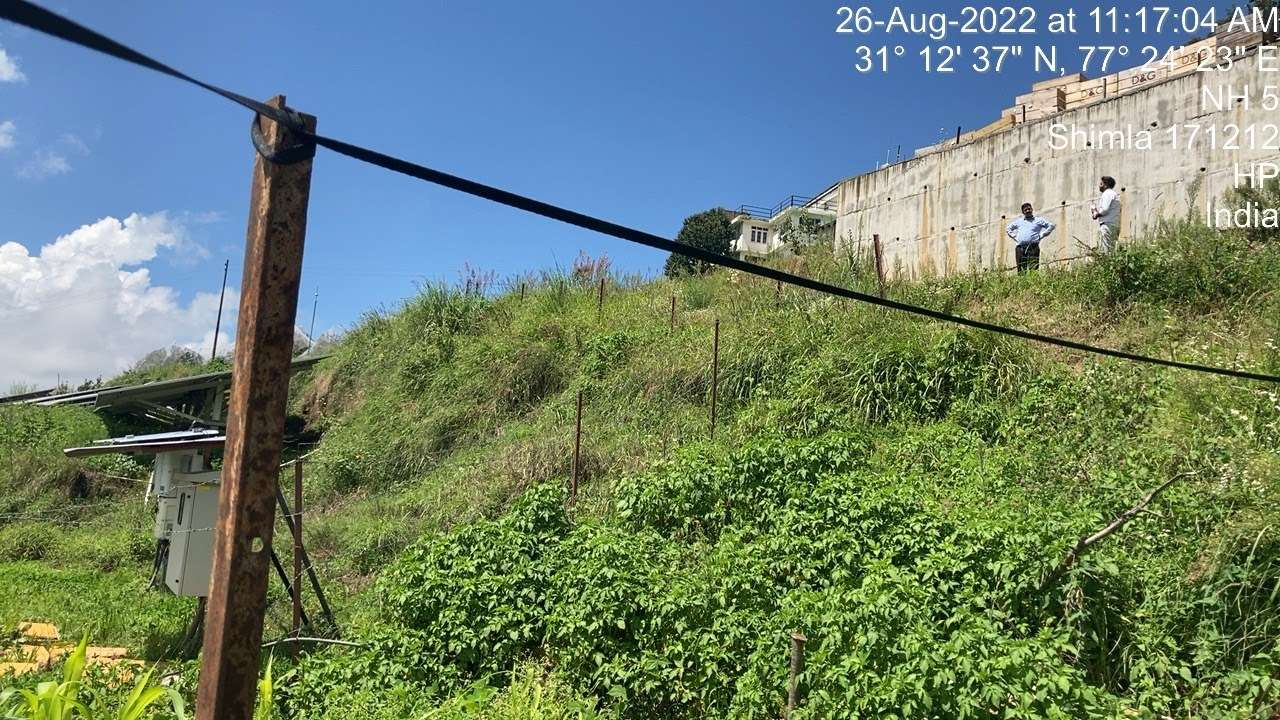 26-Aug-2022 at 11:17:04 AM
31° 12' 37" N, 77° 24' 23" E
NH 5
Shimla 171212
HP
India
D&G
D&G
D&G